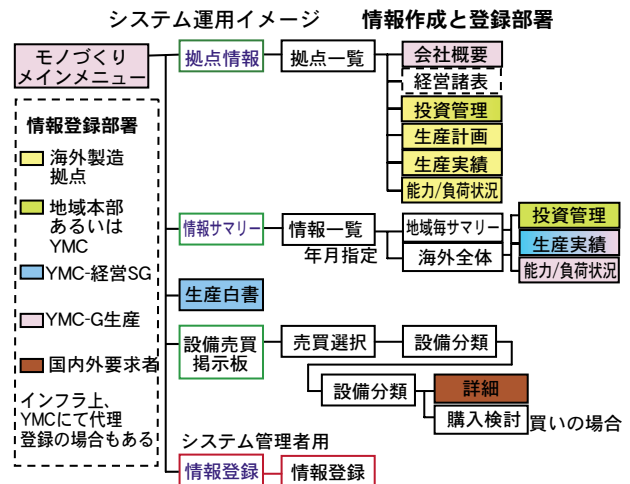 システム運用イメージ　情報作成と登録部署
モノづくり
メインメニュー
拠点情報
拠点一覧
会社概要
経営諸表
投資管理
生産計画
生産実績
能力/負荷状況
情報登録部署
海外製造
拠点
地域本部
あるいは
YMC
YMC-経営SG
YMC-G生産
国内外要求者
インフラ上、
YMCにて代理
登録の場合もある
情報サマリー
情報一覧
年月指定
地域毎サマリー
海外全体
投資管理
生産実績
能力/負荷状況
生産白書
設備売買
掲示板
売買選択
設備分類
設備分類
詳細
購入検討
買いの場合
システム管理者用
情報登録
情報登録